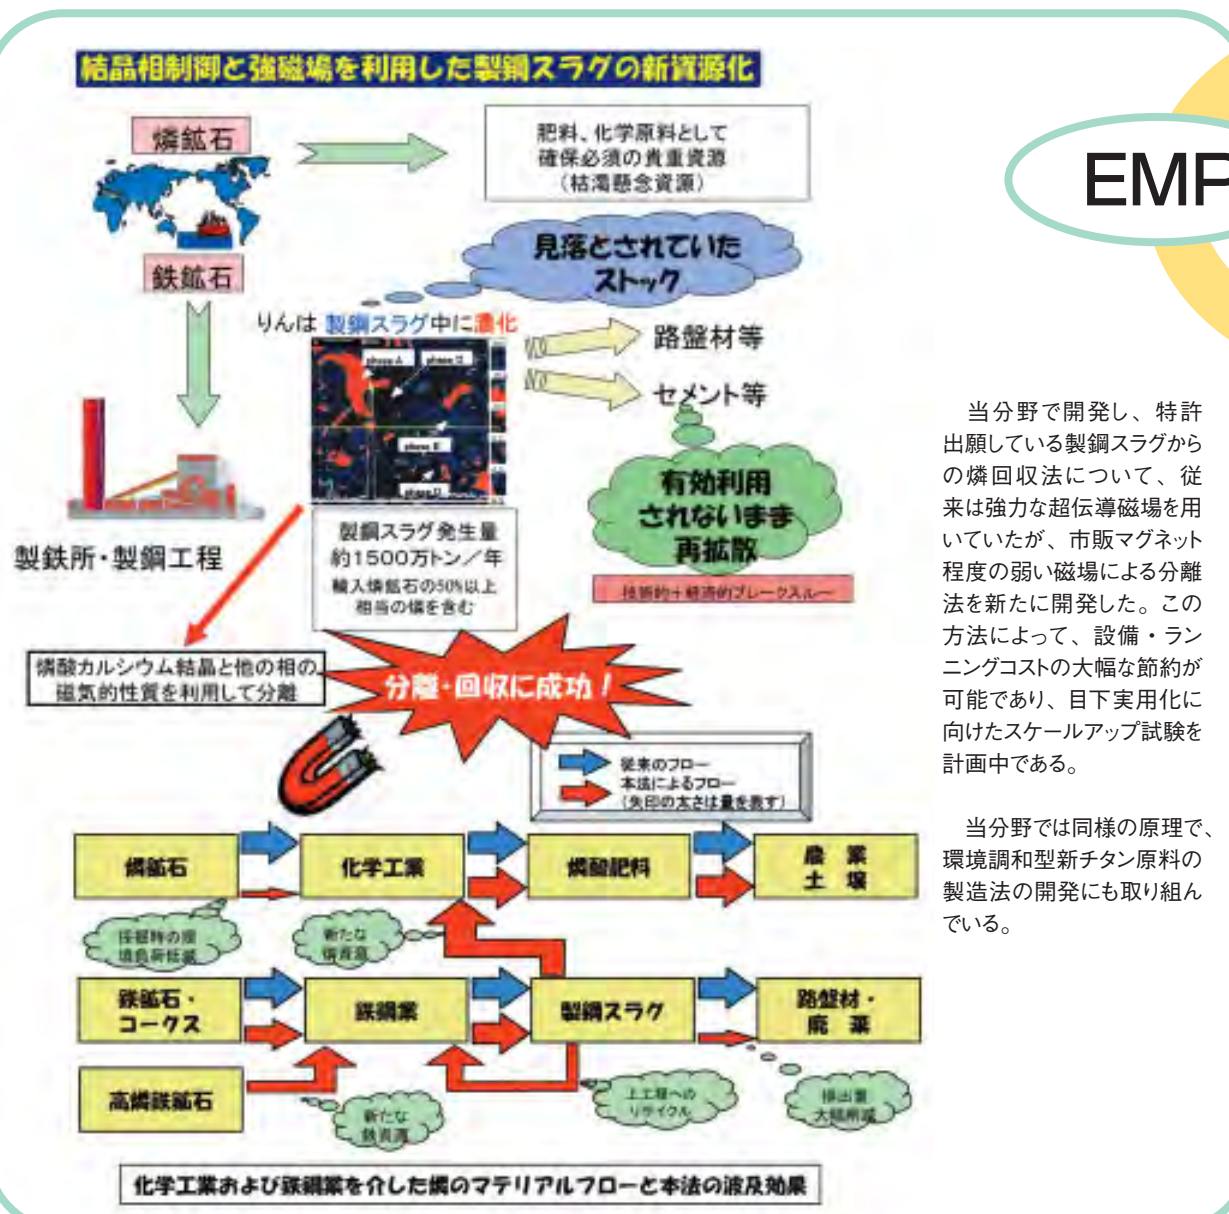 結晶相制御と強磁場を利用した製鋼スラグの新資源化
燐鉱石
肥料、化学原料として
確保必須の貴重資源
(枯渇懸念資源)
EMP
鉄鉱石
見落とされていた
ストック
りんは 製鋼スラグ中に濃化
phase A
phase B
路盤材等
セメント等
有効利用
されないまま
再拡散
技術的+経済的ブレークスルー
製鉄所・製鋼工程
製鋼スラグ発生量
約1500万トン/年
輸入燐鉱石の50%以上
相当の燐を含む
燐酸カルシウム結晶と他の相の
磁気的性質を利用して分離
分離・回収に成功!
従来のフロー
本法によるフロー
(矢印の太さは量を表す)
燐鉱石
化学工業
燐酸肥料
農 業
土 壌
採掘時の環
境負荷低減
新たな
燐資源
鉄鉱石・
コークス
鉄鋼業
製鋼スラグ
路盤材・
廃 棄
高燐鉄鉱石
新たな
鉄資源
上工程への
リサイクル
排出量
大幅削減
化学工業および鉄鋼業を介した燐のマテリアルフローと本法の波及効果
当分野で開発し、特許
出願している製鋼スラグから
の燐回収法について、従
来は強力な超伝導磁場を用
いていたが、市販マグネット
程度の弱い磁場による分離
法を新たに開発した。この
方法によって、設備・ラン
ニングコストの大幅な節約が
可能であり、目下実用化に
向けたスケールアップ試験を
計画中である。
当分野では同様の原理で、
環境調和型新チタン原料の
製造法の開発にも取り組ん
でいる。